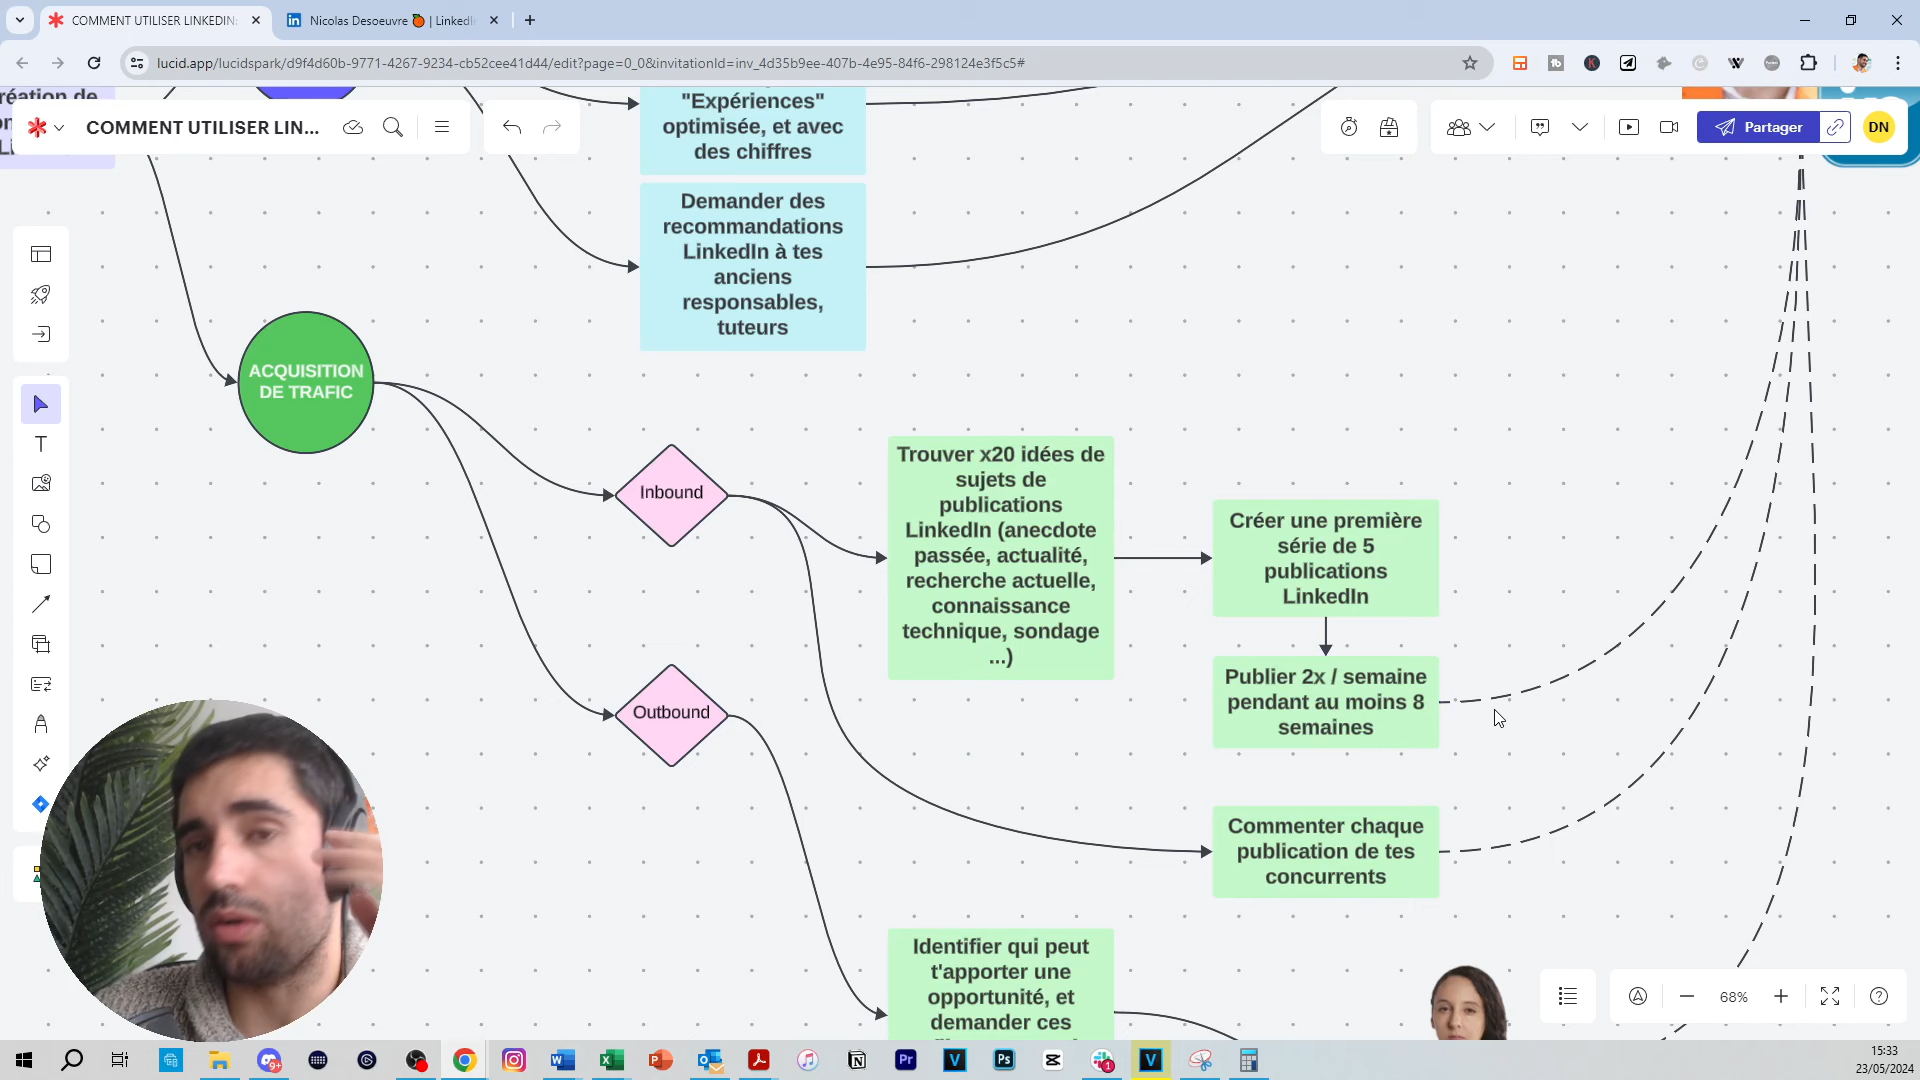 COMMENT UTILISER LINKEDIN
Nicolas Desoeuvre 🍊 | LinkedI
lucid.app/lucidspark/d9f4d60b-9771-4267-9234-cb52cee41d44/edit?page=0_0&invitationId=inv_4d35b9ee-407b-4e95-84f6-298124e3f5c5#
réation de
COMMENT UTILISER LIN...
Partager
DN
"Expériences"
optimisée, et avec
des chiffres
Demander des
recommandations
LinkedIn à tes
anciens
responsables,
tuteurs
ACQUISITION
DE TRAFIC
Inbound
Trouver x20 idées de
sujets de
publications
LinkedIn (anecdote
passée, actualité,
recherche actuelle,
connaissance
technique, sondage
...)
Créer une première
série de 5
publications
LinkedIn
Publier 2x / semaine
pendant au moins 8
semaines
Outbound
Commenter chaque
publication de tes
concurrents
Identifier qui peut
t'apporter une
opportunité, et
demander ces
68%
15:33
23/05/2024